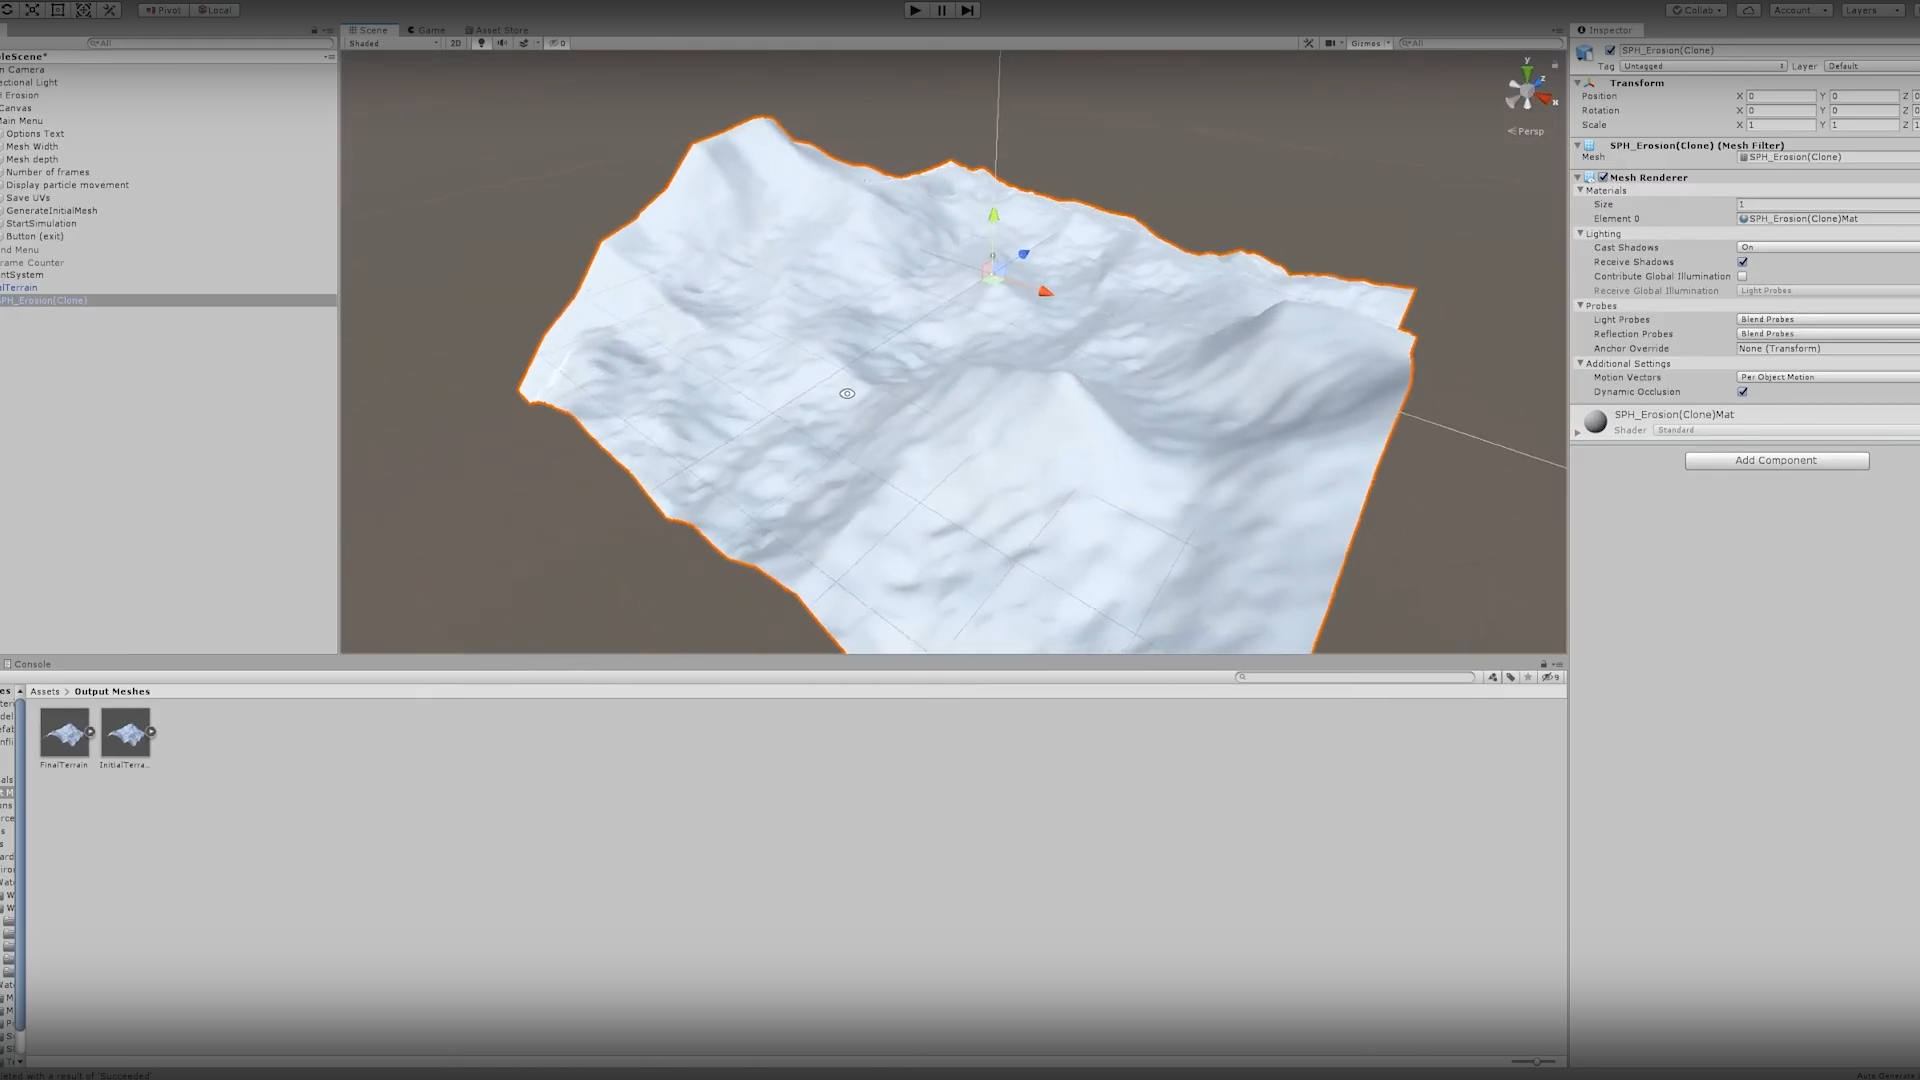 Pivot Local Collab Account Layers
Scene Game Asset Store
Inspector
All
Shaded 2D 0 Gizmos All
SPH_Erosion(Clone)
Tag Untagged Layer Default
leScene*
n Camera
ectional Light
H Erosion
Canvas
Main Menu
Options Text
Mesh Width
Mesh depth
Number of frames
Display particle movement
Save UVs
GenerateInitialMesh
StartSimulation
Button (exit)
nd Menu
rame Counter
ntSystem
alTerrain
SPH_Erosion(Clone)
y
z
x
Persp
Transform
Position X 0 Y 0 Z 0
Rotation X 0 Y 0 Z 0
Scale X 1 Y 1 Z 1
SPH_Erosion(Clone) (Mesh Filter)
Mesh SPH_Erosion(Clone)
Mesh Renderer
Materials
Size 1
Element 0 SPH_Erosion(Clone)Mat
Lighting
Cast Shadows On
Receive Shadows
Contribute Global Illumination
Receive Global Illumination Light Probes
Probes
Light Probes Blend Probes
Reflection Probes Blend Probes
Anchor Override None (Transform)
Additional Settings
Motion Vectors Per Object Motion
Dynamic Occlusion
SPH_Erosion(Clone)Mat
Shader Standard
Add Component
Console
9
Assets > Output Meshes
FinalTerrain InitialTerra...
leted with a result of 'Succeeded'
Auto Generate